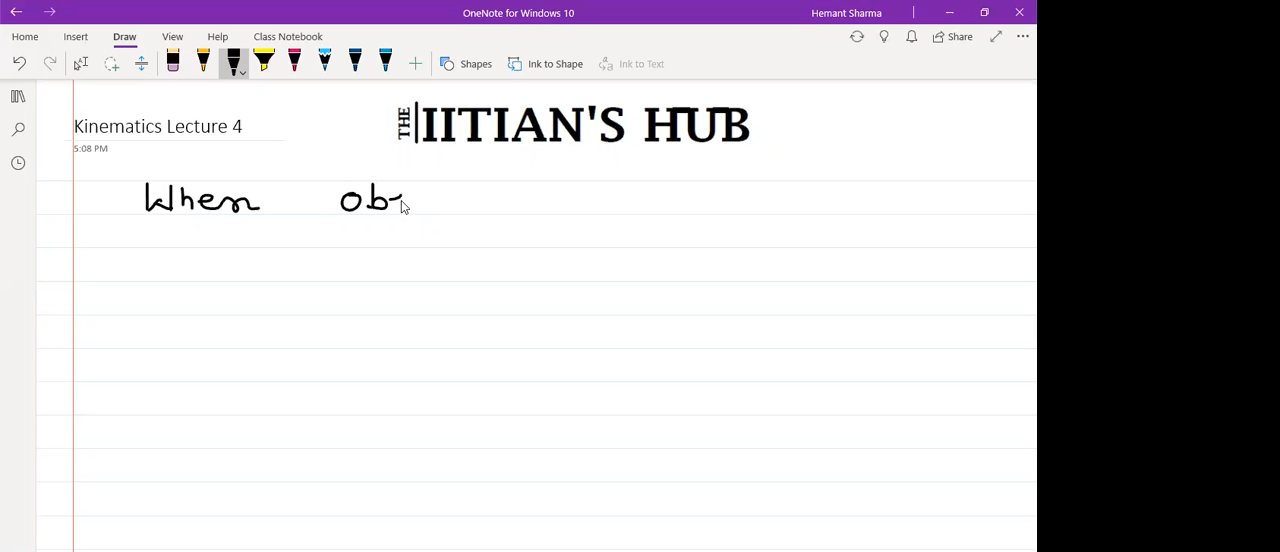 OneNote for Windows 10
Hemant Sharma
Home Insert Draw View Help Class Notebook
Share
Shapes Ink to Shape Ink to Text
THE IITIAN'S HUB
Kinematics Lecture 4
5:08 PM
When ob